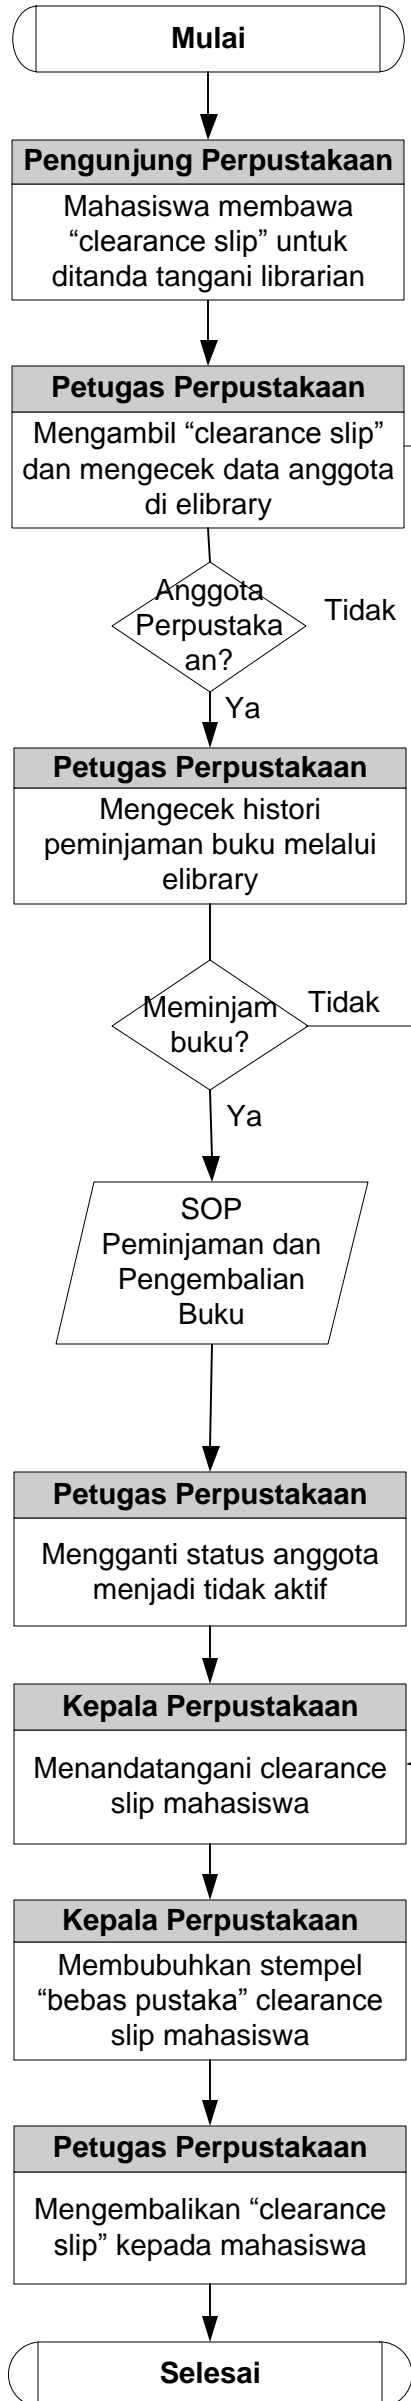 Mulai
Pengunjung Perpustakaan
Mahasiswa membawa
“clearance slip” untuk
ditanda tangani librarian
Petugas Perpustakaan
Mengambil “clearance slip”
dan mengecek data anggota
di elibrary
Anggota
Perpustaka
an?
Tidak
Ya
Petugas Perpustakaan
Mengecek histori
peminjaman buku melalui
elibrary
Meminjam
buku?
Tidak
Ya
SOP
Peminjaman dan
Pengembalian
Buku
Petugas Perpustakaan
Mengganti status anggota
menjadi tidak aktif
Kepala Perpustakaan
Menandatangani clearance
slip mahasiswa
Kepala Perpustakaan
Membubuhkan stempel
“bebas pustaka” clearance
slip mahasiswa
Petugas Perpustakaan
Mengembalikan “clearance
slip” kepada mahasiswa
Selesai